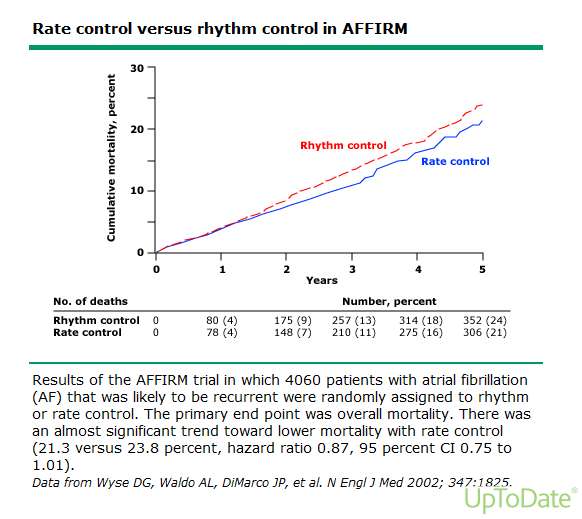 Rate control versus rhythm control in AFFIRM
30
20
10
0
Cumulative mortality, percent
Rhythm control
Rate control
0 1 2 3 4 5
Years
No. of deaths Number, percent
Rhythm control 0 80 (4) 175 (9) 257 (13) 314 (18) 352 (24)
Rate control 0 78 (4) 148 (7) 210 (11) 275 (16) 306 (21)
Results of the AFFIRM trial in which 4060 patients with atrial fibrillation
(AF) that was likely to be recurrent were randomly assigned to rhythm
or rate control. The primary end point was overall mortality. There was
an almost significant trend toward lower mortality with rate control
(21.3 versus 23.8 percent, hazard ratio 0.87, 95 percent CI 0.75 to
1.01).
Data from Wyse DG, Waldo AL, DiMarco JP, et al. N Engl J Med 2002; 347:1825.
UpToDate®